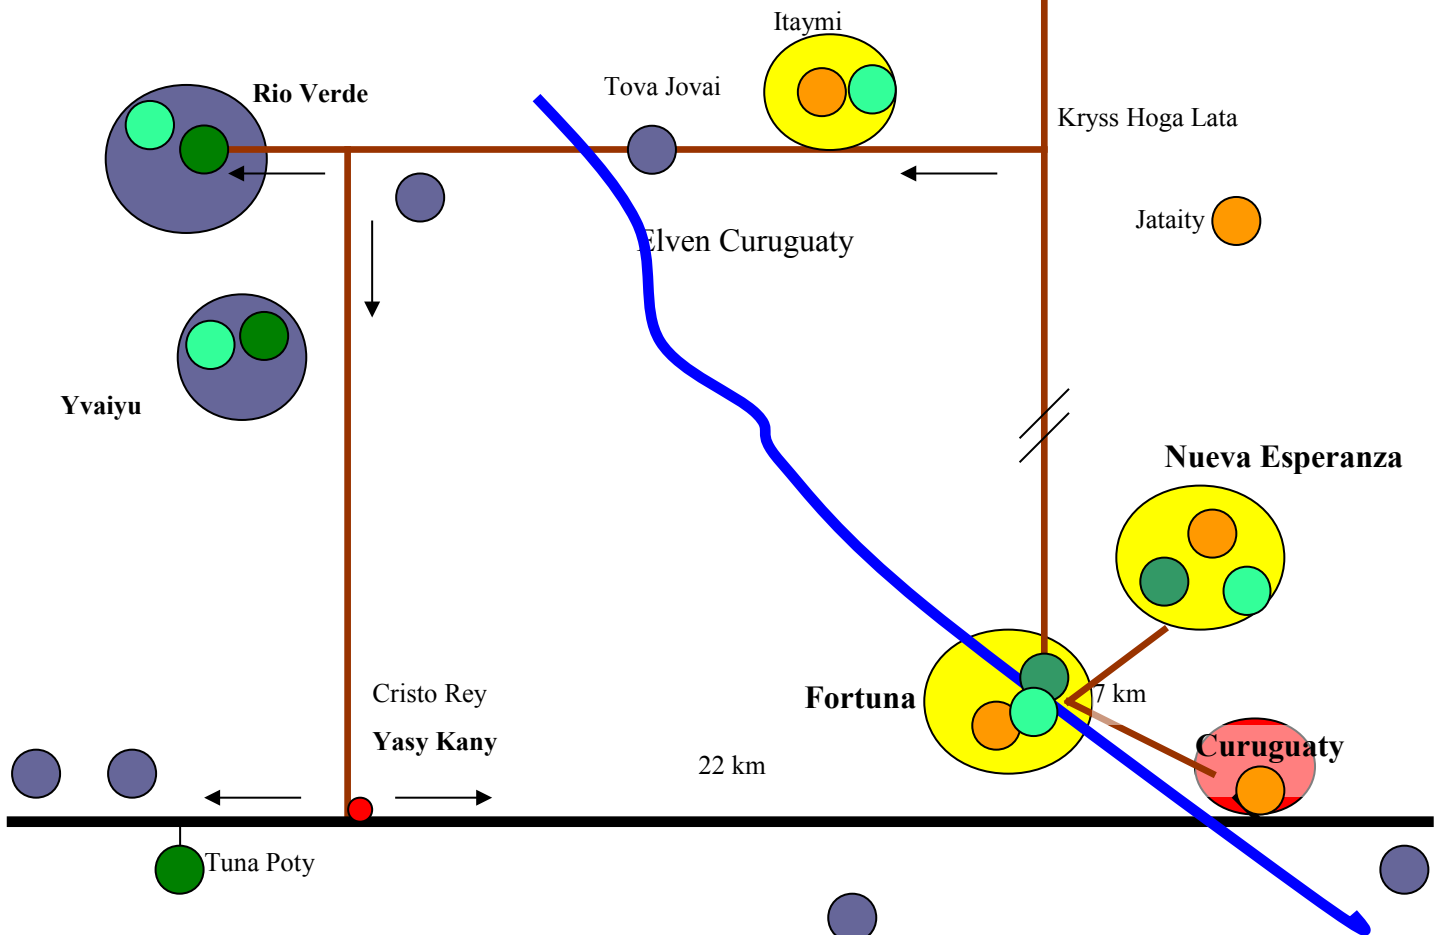 Itaymi
Rio Verde
Tova Jovai
Kryss Hoga Lata
Jataity
Elven Curuguaty
Yvaiyu
Nueva Esperanza
Cristo Rey
Fortuna
7 km
Yasy Kany
Curuguaty
22 km
Tuna Poty